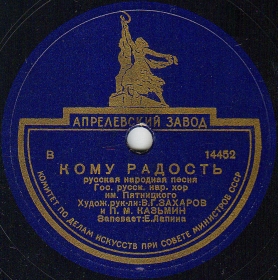 АПРЕЛЕВСКИЙ ЗАВОД
В 14452
КОМУ РАДОСТЬ
русская народная песня
Гос. русск. нар. хор
им. Пятницкого
Худож. рук-ли: В.Г. ЗАХАРОВ
и П. М. КАЗЬМИН
Запевает: Е. Лапина
КОМИТЕТ ПО ДЕЛАМ ИСКУССТВ ПРИ СОВЕТЕ МИНИСТРОВ СССР